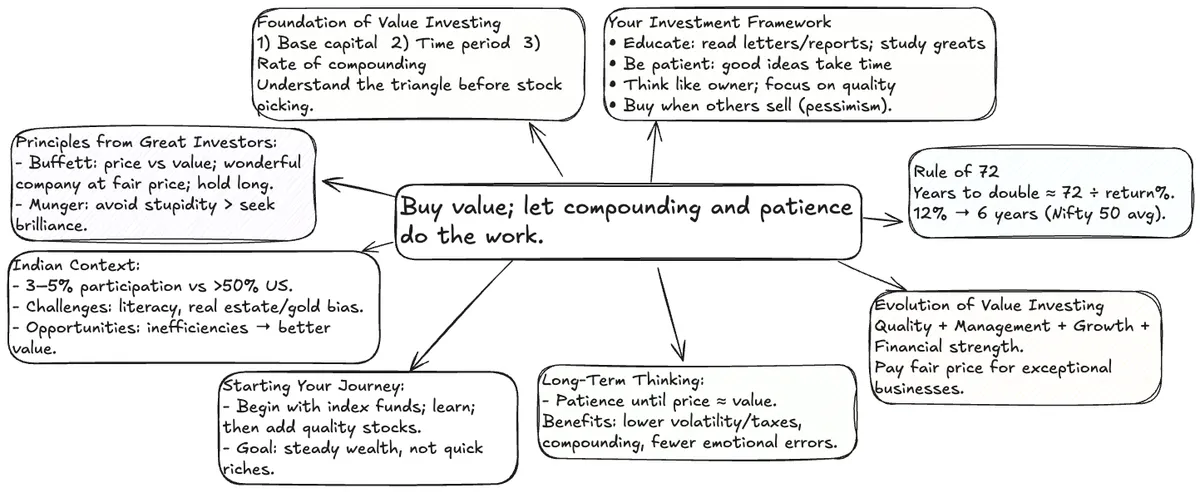 Foundation of Value Investing
1) Base capital  2) Time period  3)
Rate of compounding
Understand the triangle before stock
picking.
Your Investment Framework
• Educate: read letters/reports; study greats
• Be patient: good ideas take time
• Think like owner; focus on quality
• Buy when others sell (pessimism).
Principles from Great Investors:
- Buffett: price vs value; wonderful
company at fair price; hold long.
- Munger: avoid stupidity > seek
brilliance.
Rule of 72
Years to double ≈ 72 ÷ return%.
12% → 6 years (Nifty 50 avg).
Buy value; let compounding and patience
do the work.
Indian Context:
- 3–5% participation vs >50% US.
- Challenges: literacy, real estate/gold bias.
- Opportunities: inefficiencies → better
value.
Evolution of Value Investing
Quality + Management + Growth +
Financial strength.
Pay fair price for exceptional
businesses.
Starting Your Journey:
- Begin with index funds; learn;
then add quality stocks.
- Goal: steady wealth, not quick
riches.
Long-Term Thinking:
- Patience until price ≈ value.
Benefits: lower volatility/taxes,
compounding, fewer emotional errors.